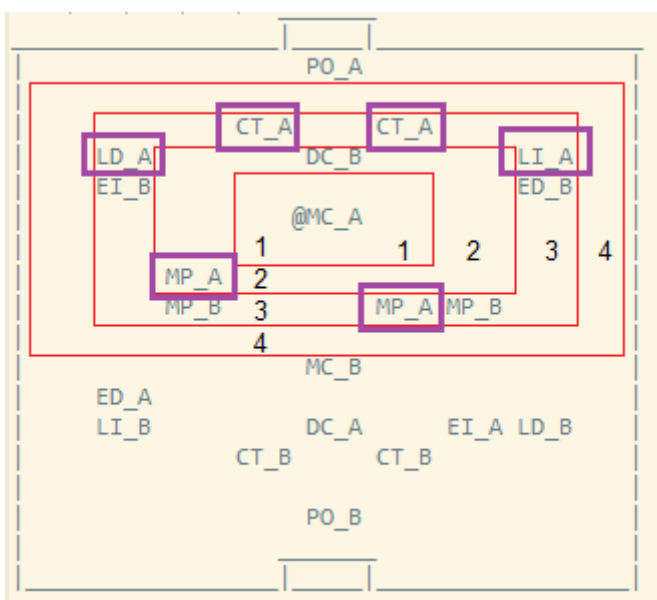 PO_A
CT_A CT_A
LD_A DC_B LI_A
EI_B ED_B
@MC_A
1 1 2 3 4
MP_A 2
MP_B 3 MP_A MP_B
4
MC_B
ED_A
LI_B DC_A EI_A LD_B
CT_B CT_B
PO_B